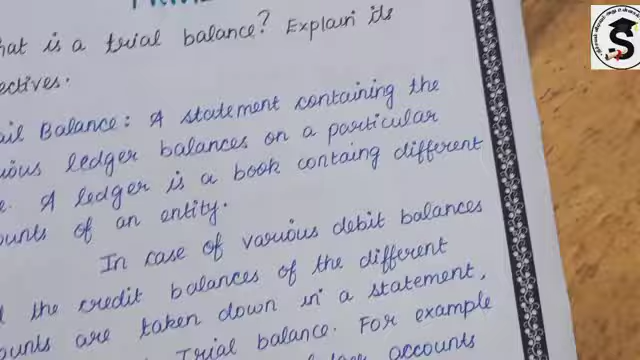 hat is a trial balance? Explain its
ectives.
ail Balance: A statement containing the
ious ledger balances on a particular
e. A ledger is a book containg different
ounts of an entity.
In case of various debit balances
the credit balances of the different
ounts are taken down in a statement,
Trial balance. For example
accounts
S